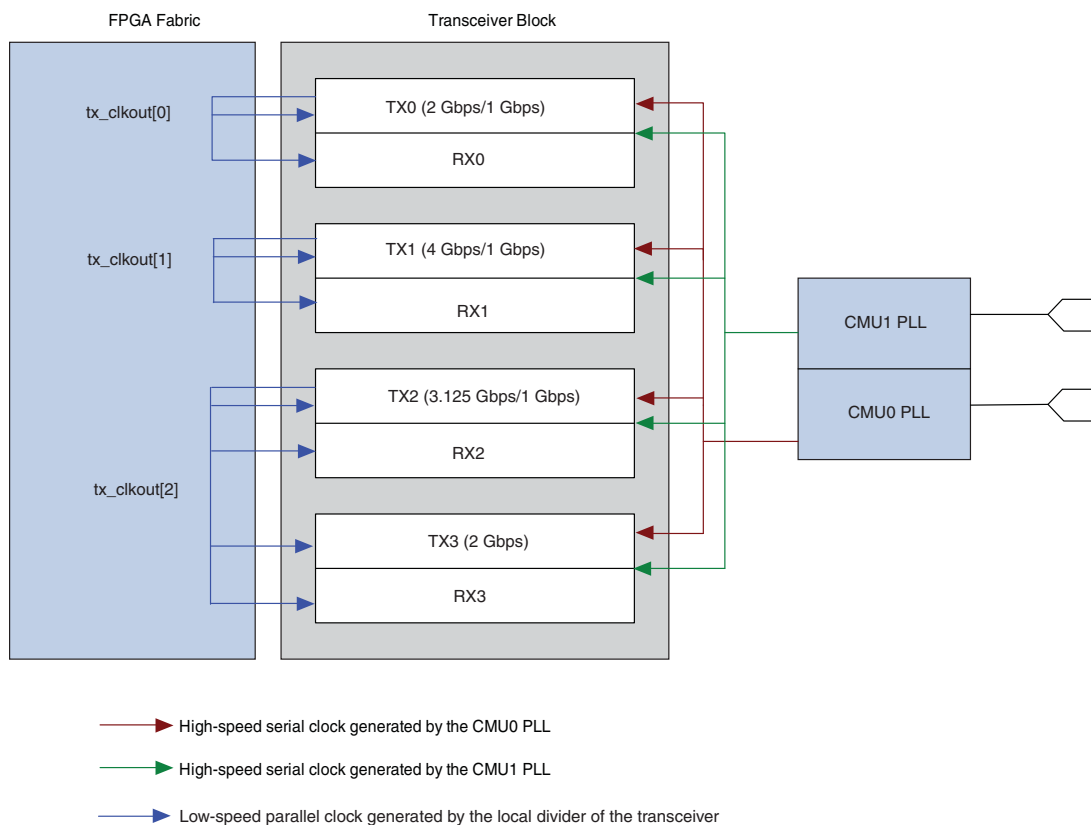 FPGA Fabric
Transceiver Block
tx_clkout[0]
TX0 (2 Gbps/1 Gbps)
RX0
tx_clkout[1]
TX1 (4 Gbps/1 Gbps)
RX1
CMU1 PLL
CMU0 PLL
TX2 (3.125 Gbps/1 Gbps)
RX2
tx_clkout[2]
TX3 (2 Gbps)
RX3
High-speed serial clock generated by the CMU0 PLL
High-speed serial clock generated by the CMU1 PLL
Low-speed parallel clock generated by the local divider of the transceiver